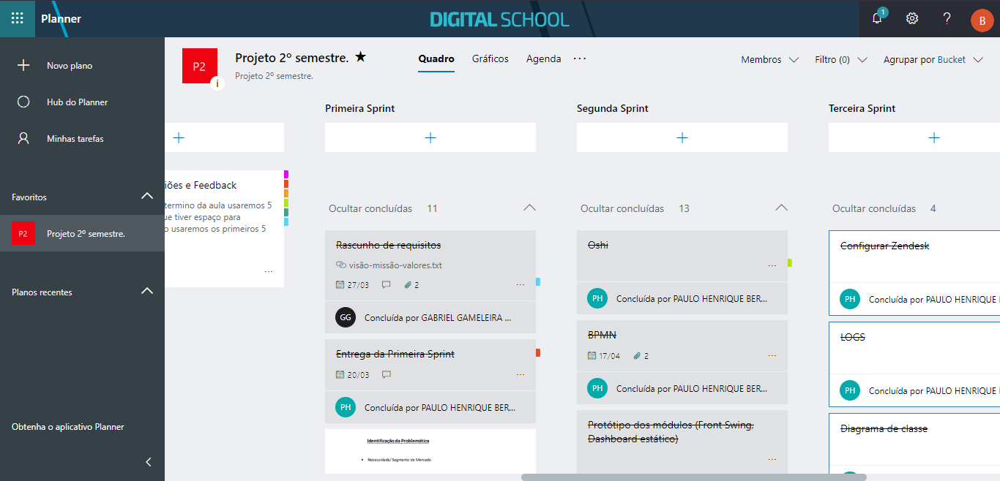 Planner
DIGITAL SCHOOL
1
B
Novo plano
Hub do Planner
Minhas tarefas
Favoritos
P2
Projeto 2º semestre.
Planos recentes
Obtenha o aplicativo Planner
P2
i
Projeto 2º semestre. ★
Projeto 2º semestre.
Quadro
Gráficos
Agenda
...
Membros
Filtro (0)
Agrupar por Bucket
iões e Feedback
termino da aula usaremos 5
ue tiver espaço para
o usaremos os primeiros 5
...
Primeira Sprint
+
Ocultar concluídas 11
Rascunho de requisitos
visão-missão-valores.txt
27/03 2 ...
GG Concluída por GABRIEL GAMELEIRA ...
Entrega da Primeira Sprint
20/03 ...
PH Concluída por PAULO HENRIQUE BER...
Identificação da Problemática
• Necessidade/ Segmento de Mercado
Segunda Sprint
+
Ocultar concluídas 13
Oshi
...
PH Concluída por PAULO HENRIQUE BER...
BPMN
17/04 2 ...
PH Concluída por PAULO HENRIQUE BER...
Protótipo dos módulos (Front Swing,
Dashboard estático)
...
Terceira Sprint
+
Ocultar concluídas 4
Configurar Zendesk
PH Concluída por PAULO HENRIQUE
LOGS
PH Concluída por PAULO HENRIQUE
Diagrama de classe